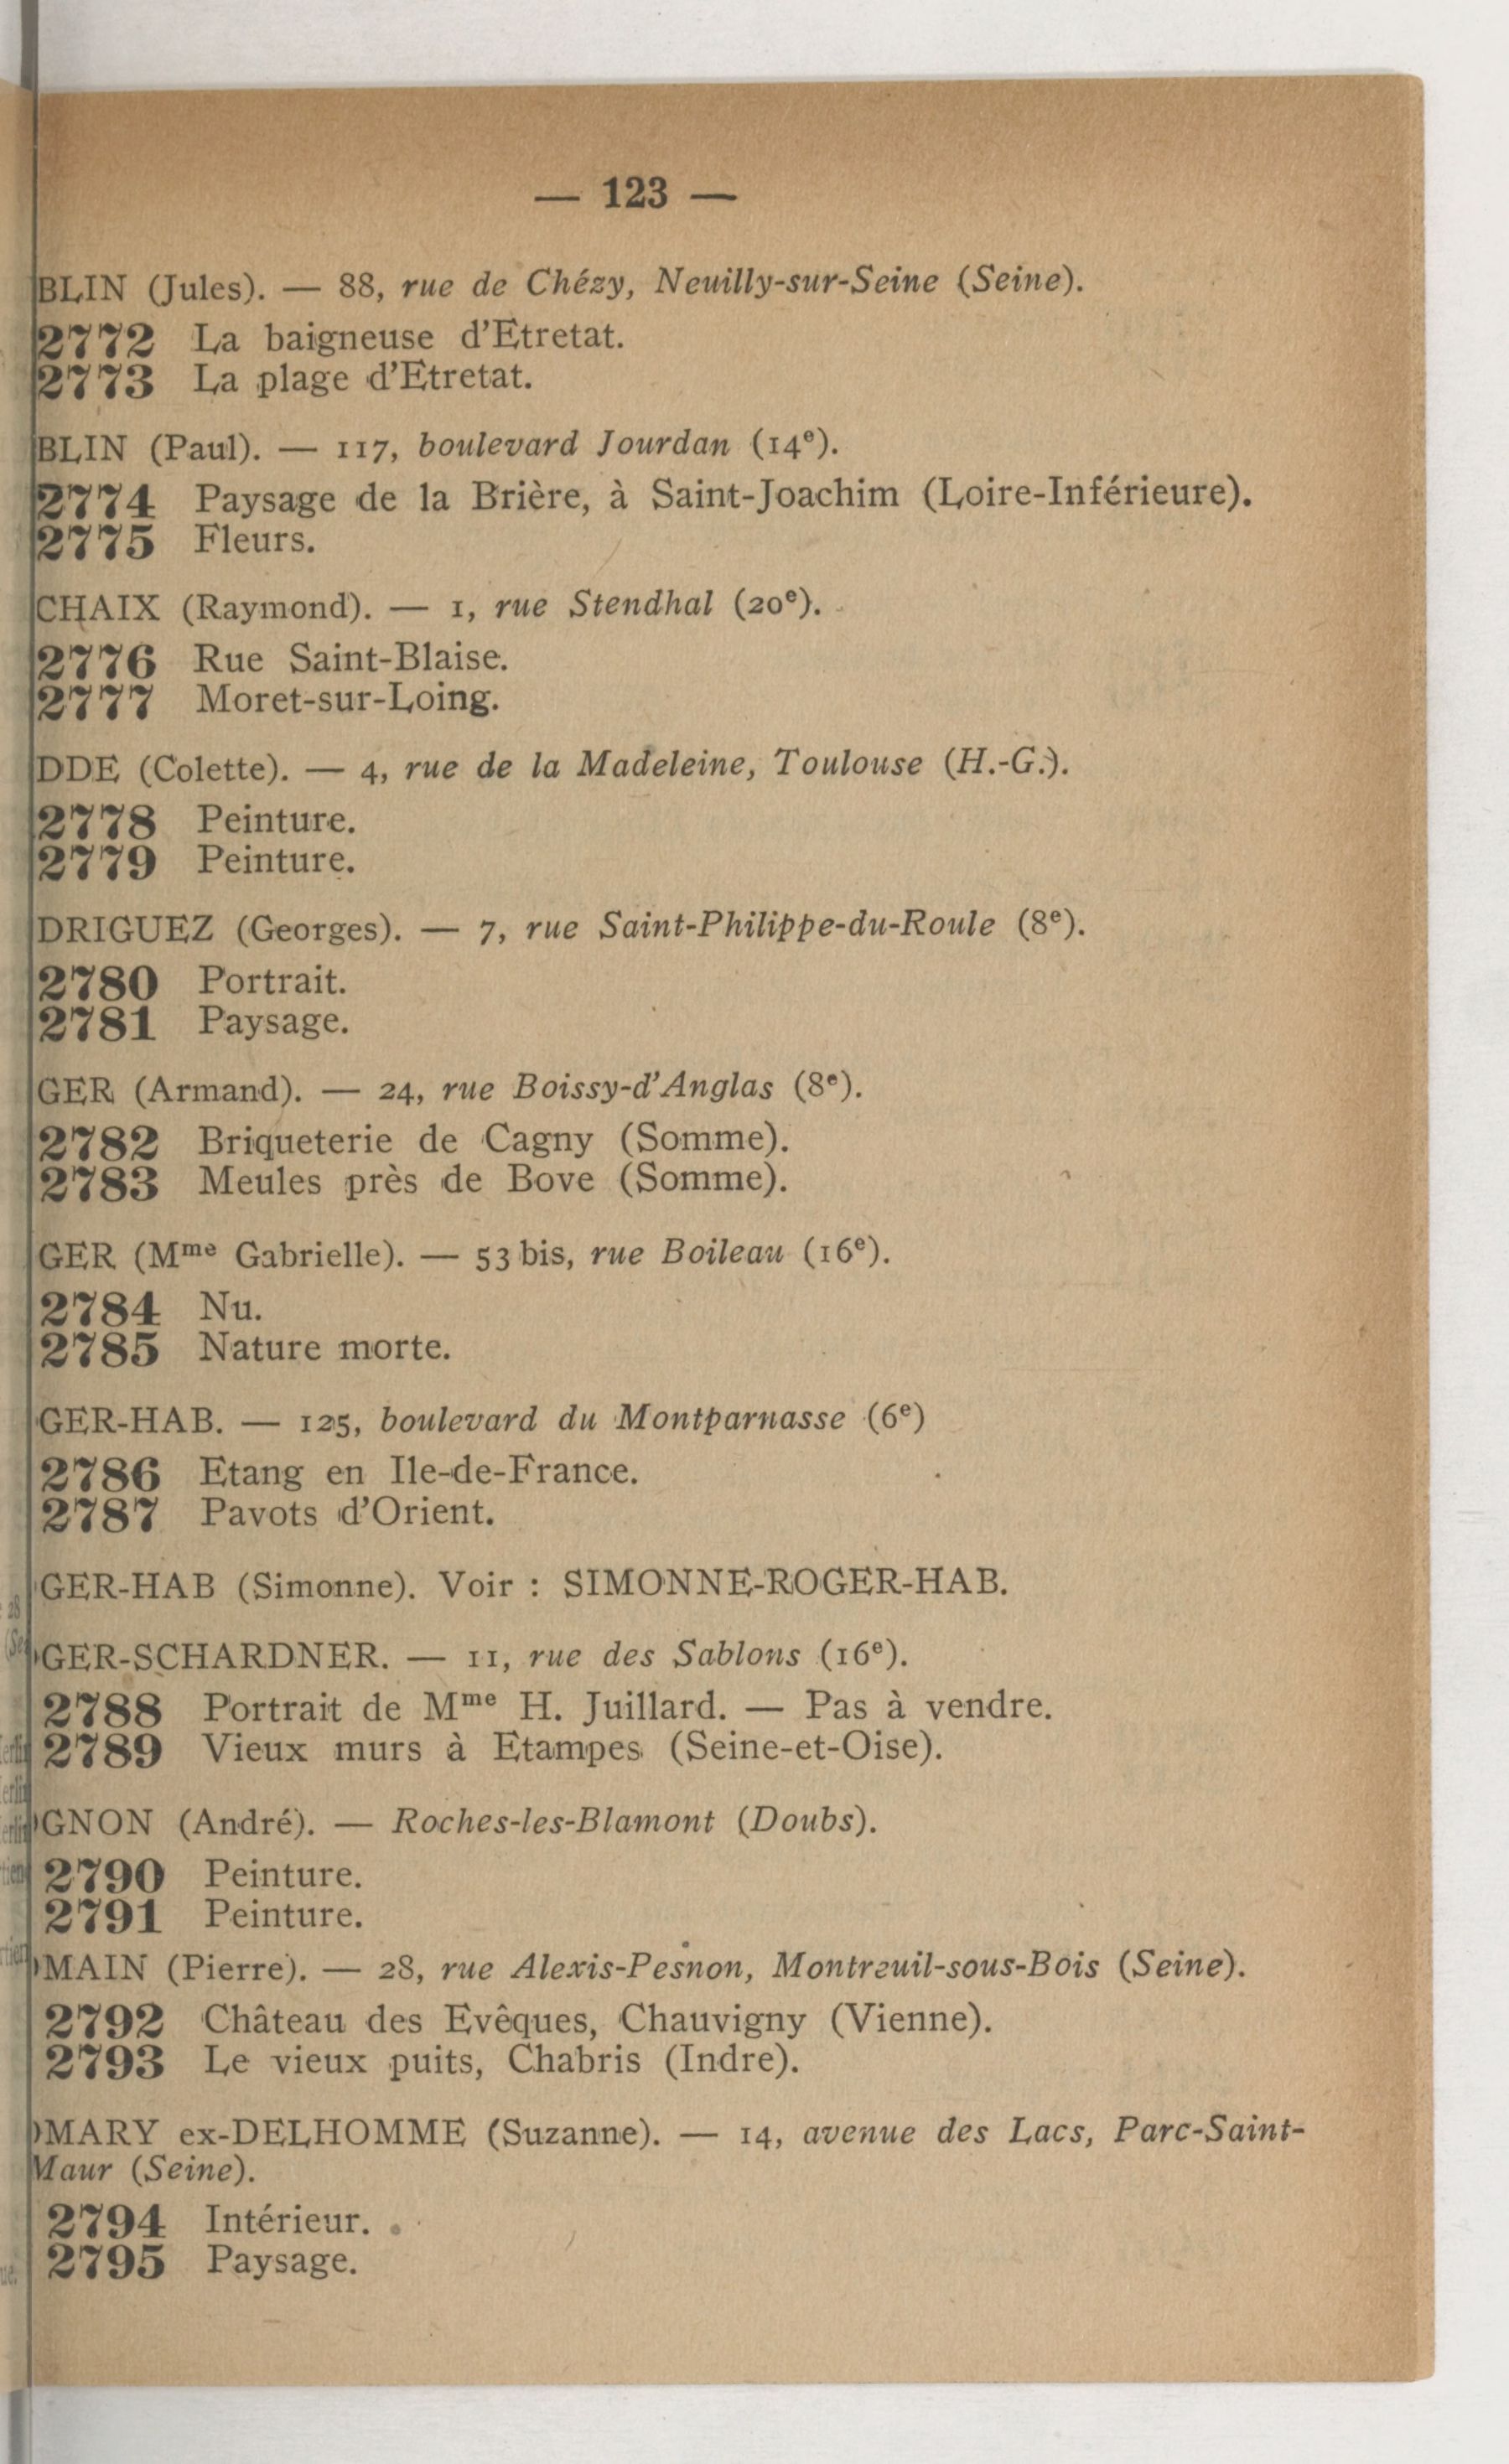 — 123 —
BLIN (Jules). — 88, rue de Chézy, Neuilly-sur-Seine (Seine).
2772 La baigneuse d'Etretat.
2773 La plage d'Etretat.
BLIN (Paul). — 117, boulevard Jourdan (14e).
2774 Paysage de la Brière, à Saint-Joachim (Loire-Inférieure).
2775 Fleurs.
CHAIX (Raymond). — 1, rue Stendhal (20e).
2776 Rue Saint-Blaise.
2777 Moret-sur-Loing.
DDE (Colette). — 4, rue de la Madeleine, Toulouse (H.-G.).
2778 Peinture.
2779 Peinture.
DRIGUEZ (Georges). — 7, rue Saint-Philippe-du-Roule (8e).
2780 Portrait.
2781 Paysage.
GER (Armand). — 24, rue Boissy-d'Anglas (8e).
2782 Briqueterie de Cagny (Somme).
2783 Meules près de Bove (Somme).
GER (Mme Gabrielle). — 53 bis, rue Boileau (16e).
2784 Nu.
2785 Nature morte.
GER-HAB. — 125, boulevard du Montparnasse (6e)
2786 Etang en Ile-de-France.
2787 Pavots d'Orient.
GER-HAB (Simonne). Voir : SIMONNE-ROGER-HAB.
GER-SCHARDNER. — 11, rue des Sablons (16e).
2788 Portrait de Mme H. Juillard. — Pas à vendre.
2789 Vieux murs à Etampes (Seine-et-Oise).
GNON (André). — Roches-les-Blamont (Doubs).
2790 Peinture.
2791 Peinture.
MAIN (Pierre). — 28, rue Alexis-Pesnon, Montreuil-sous-Bois (Seine).
2792 Château des Evêques, Chauvigny (Vienne).
2793 Le vieux puits, Chabris (Indre).
MARY ex-DELHOMME (Suzanne). — 14, avenue des Lacs, Parc-Saint-
Maur (Seine).
2794 Intérieur.
2795 Paysage.